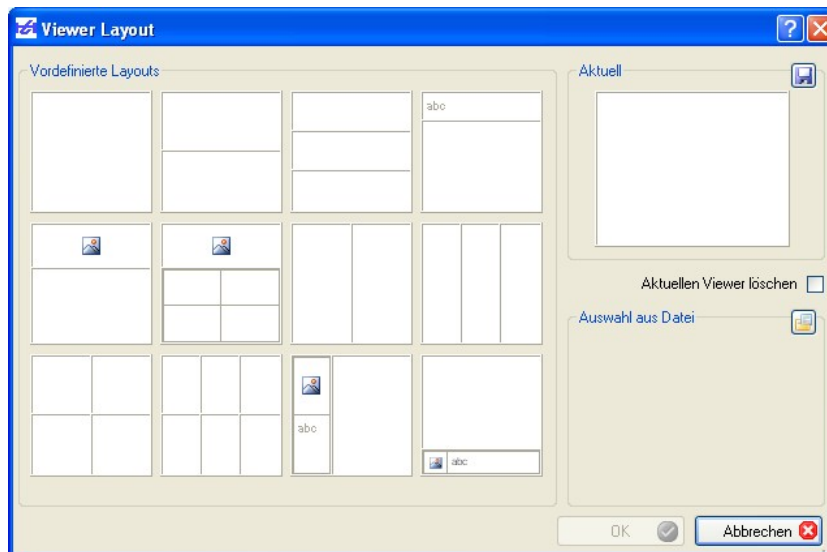 Viewer Layout
Vordefinierte Layouts
abc
abc
abc
Aktuell
Aktuellen Viewer löschen
Auswahl aus Datei
OK
Abbrechen